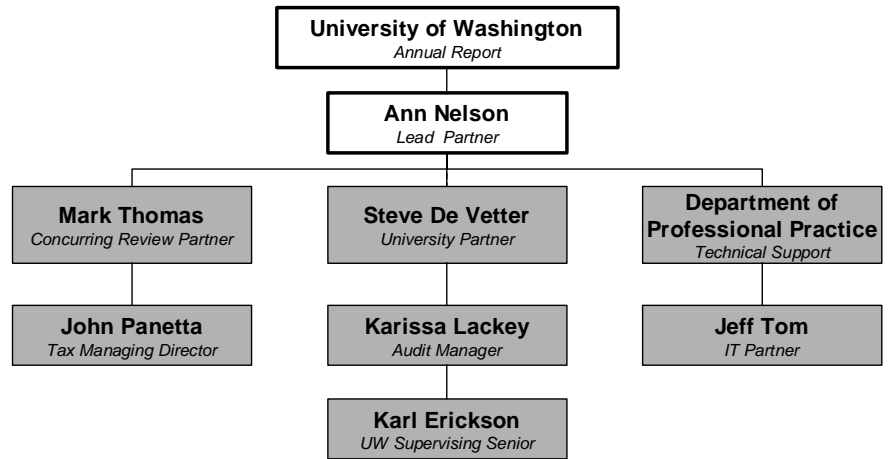 University of Washington
Annual Report
Ann Nelson
Lead Partner
Mark Thomas
Concurring Review Partner
Steve De Vetter
University Partner
Department of
Professional Practice
Technical Support
John Panetta
Tax Managing Director
Karissa Lackey
Audit Manager
Jeff Tom
IT Partner
Karl Erickson
UW Supervising Senior